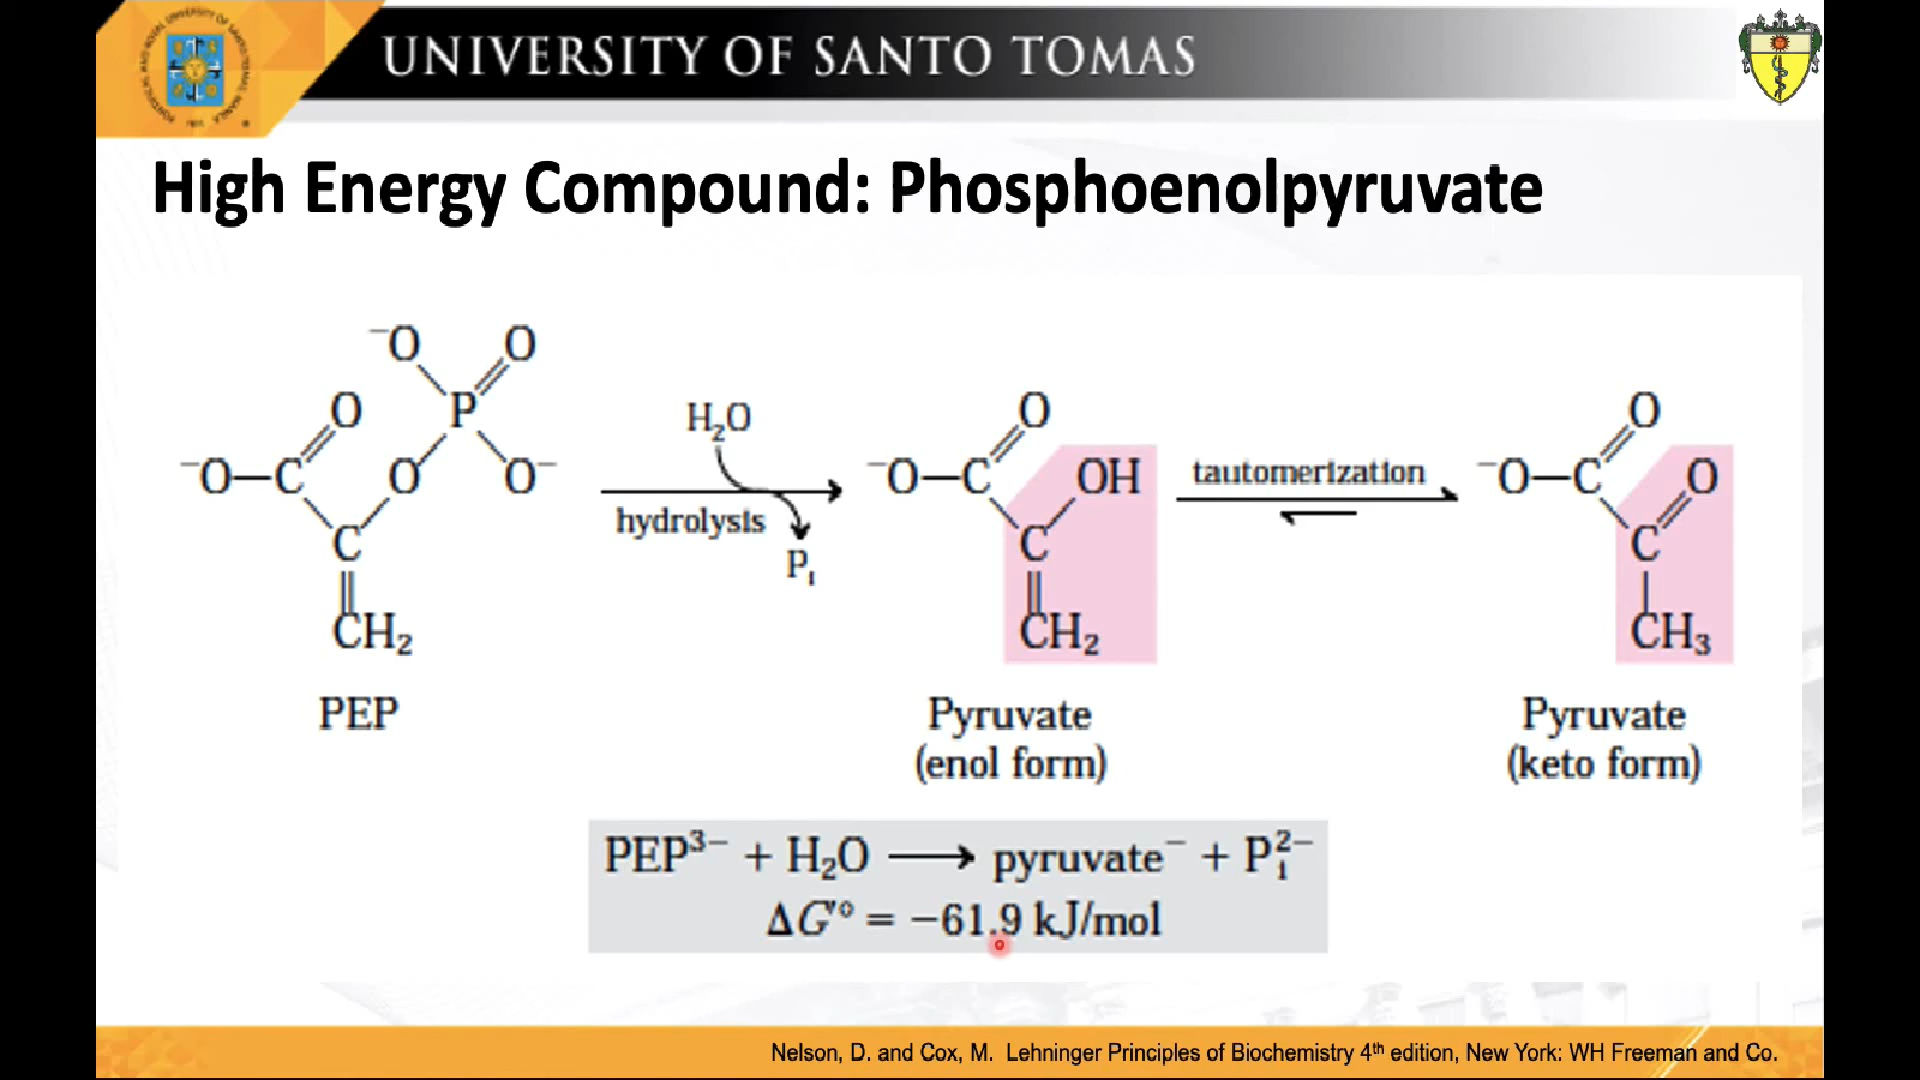 UNIVERSITY OF SANTO TOMAS
High Energy Compound: Phosphoenolpyruvate
⁻O O
O P
⁻O—C O O⁻
C
CH₂
PEP
H₂O
hydrolysis
Pᵢ
O
⁻O—C OH
C
CH₂
Pyruvate
(enol form)
tautomerization
O
⁻O—C O
C
CH₃
Pyruvate
(keto form)
PEP³⁻ + H₂O ⟶ pyruvate⁻ + Pᵢ²⁻
ΔG′° = −61.9 kJ/mol
Nelson, D. and Cox, M. Lehninger Principles of Biochemistry 4th edition, New York: WH Freeman and Co.